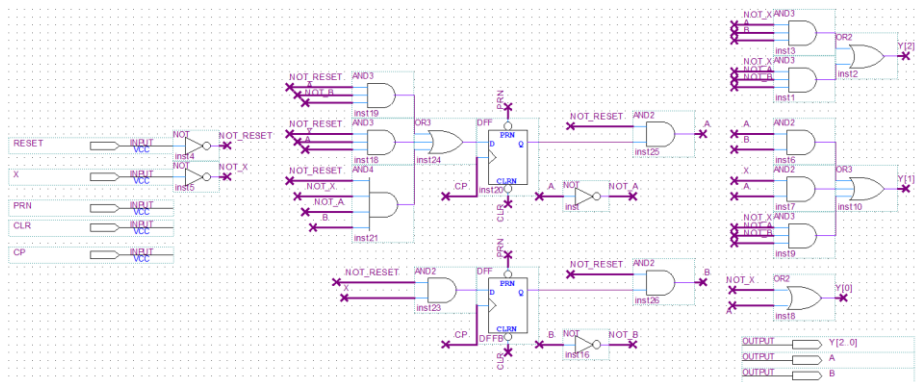 RESET
INPUT
VCC
NOT
inst4
NOT_RESET
X
INPUT
VCC
NOT
inst5
NOT_X
PRN
INPUT
VCC
CLR
INPUT
VCC
CP
INPUT
VCC
NOT_RESET
AND3
A
NOT_B
inst19
NOT_RESET
AND3
A
inst18
OR3
inst24
NOT_RESET
AND4
NOT_X
NOT_A
B
inst21
PRN
DFF
PRN
D
Q
CLRN
inst20
CP
CLR
NOT_RESET
AND2
inst25
A
A
NOT
inst
NOT_A
NOT_RESET
AND2
X
inst23
PRN
DFF
PRN
D
Q
CLRN
DFFB
CP
CLR
NOT_RESET
AND2
inst26
B
B
NOT
inst16
NOT_B
NOT_X
AND3
A
B
inst3
NOT_X
AND3
NOT_A
NOT_B
inst1
OR2
inst2
Y[2]
A
AND2
B
inst6
X
AND2
A
inst7
NOT_X
AND3
NOT_A
NOT_B
inst9
OR3
inst10
Y[1]
NOT_X
OR2
A
inst8
Y[0]
OUTPUT
Y[2..0]
OUTPUT
A
OUTPUT
B